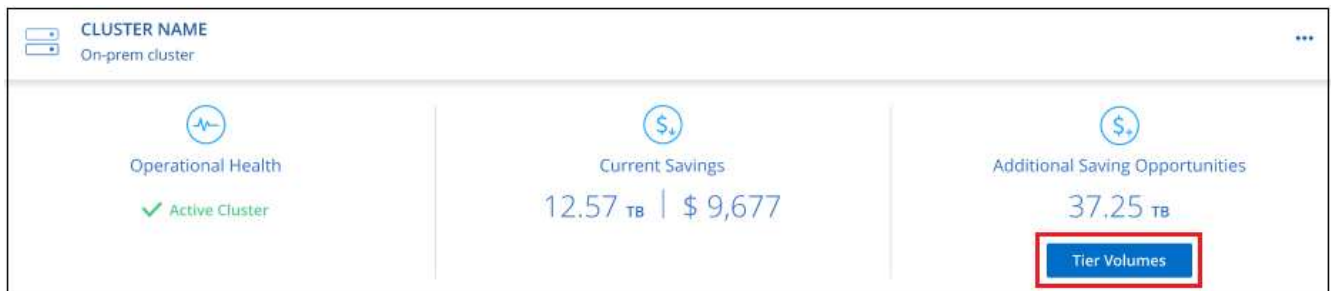 CLUSTER NAME
On-prem cluster
...
Operational Health
Active Cluster
Current Savings
12.57 TB | $ 9,677
Additional Saving Opportunities
37.25 TB
Tier Volumes